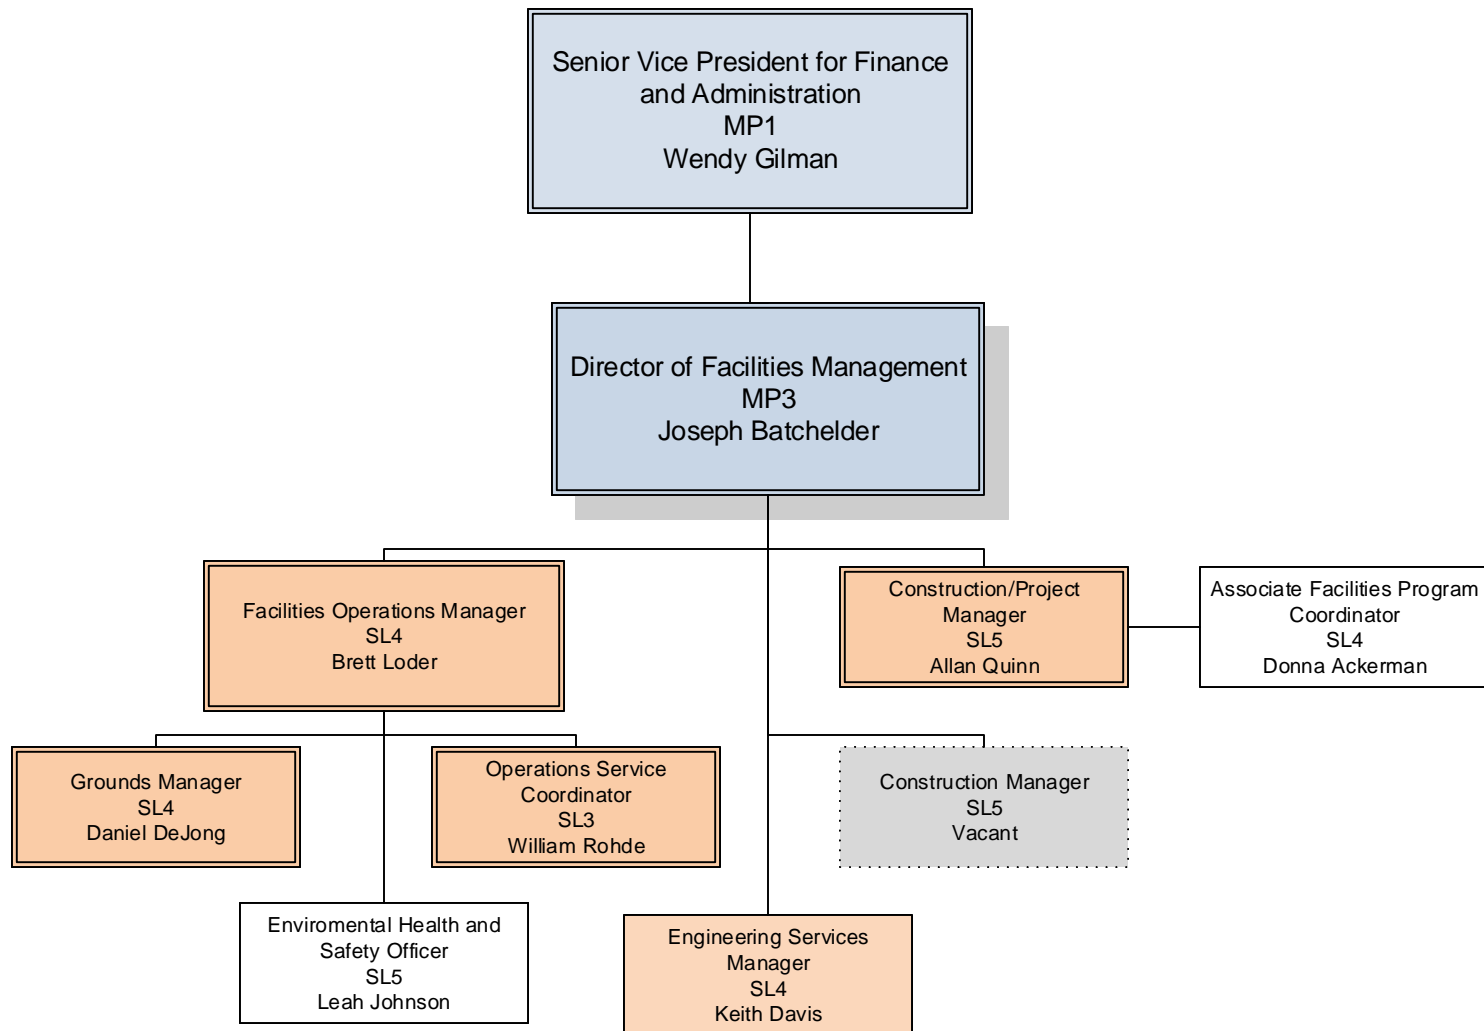 Senior Vice President for Finance
and Administration
MP1
Wendy Gilman
Director of Facilities Management
MP3
Joseph Batchelder
Facilities Operations Manager
SL4
Brett Loder
Construction/Project
Manager
SL5
Allan Quinn
Associate Facilities Program
Coordinator
SL4
Donna Ackerman
Grounds Manager
SL4
Daniel DeJong
Operations Service
Coordinator
SL3
William Rohde
Construction Manager
SL5
Vacant
Enviromental Health and
Safety Officer
SL5
Leah Johnson
Engineering Services
Manager
SL4
Keith Davis